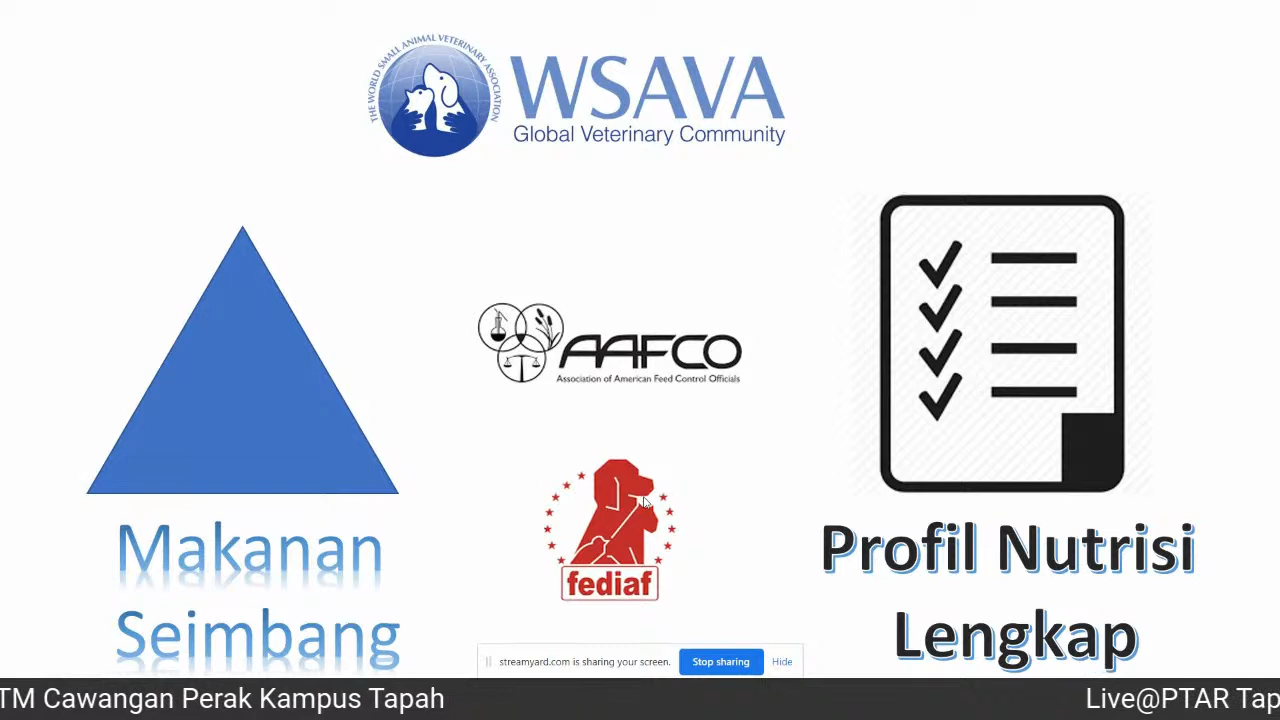 THE WORLD SMALL ANIMAL VETERINARY ASSOCIATION
WSAVA
Global Veterinary Community
AAFCO
Association of American Feed Control Officials
fediaf
Makanan
Seimbang
Profil Nutrisi
Lengkap
streamyard.com is sharing your screen.
Stop sharing
Hide
TM Cawangan Perak Kampus Tapah
Live@PTAR Tap